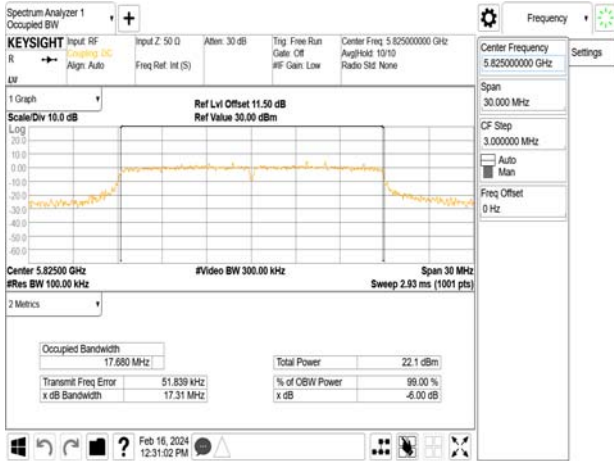 Spectrum Analyzer 1
Occupied BW
+
Frequency
Settings
KEYSIGHT
R
Input: RF
Coupling: DC
Align: Auto
Input Z: 50 Ω
Freq Ref: Int (S)
Atten: 30 dB
Trig: Free Run
Gate: Off
#IF Gain: Low
Center Freq: 5.825000000 GHz
Avg|Hold: 10/10
Radio Std: None
Center Frequency
5.825000000 GHz
Span
30.000 MHz
CF Step
3.000000 MHz
Auto
Man
Freq Offset
0 Hz
1 Graph
Scale/Div 10.0 dB
Ref Lvl Offset 11.50 dB
Ref Value 30.00 dBm
Log
20.0
10.0
0.00
-10.0
-20.0
-30.0
-40.0
-50.0
-60.0
Center 5.82500 GHz
#Res BW 100.00 kHz
#Video BW 300.00 kHz
Span 30 MHz
Sweep 2.93 ms (1001 pts)
2 Metrics
Occupied Bandwidth
17.680 MHz
Transmit Freq Error 51.839 kHz
x dB Bandwidth 17.31 MHz
Total Power 22.1 dBm
% of OBW Power 99.00 %
x dB -6.00 dB
?
Feb 16, 2024
12:31:02 PM